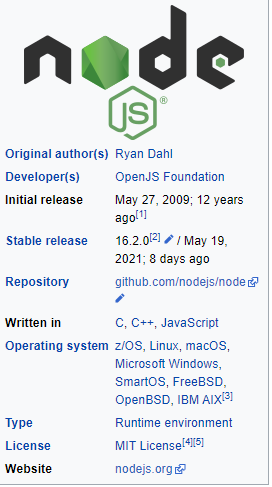 node
JS®
Original author(s) Ryan Dahl
Developer(s) OpenJS Foundation
Initial release May 27, 2009; 12 years
ago[1]
Stable release 16.2.0[2] / May 19,
2021; 8 days ago
Repository github.com/nodejs/node
Written in C, C++, JavaScript
Operating system z/OS, Linux, macOS,
Microsoft Windows,
SmartOS, FreeBSD,
OpenBSD, IBM AIX[3]
Type Runtime environment
License MIT License[4][5]
Website nodejs.org